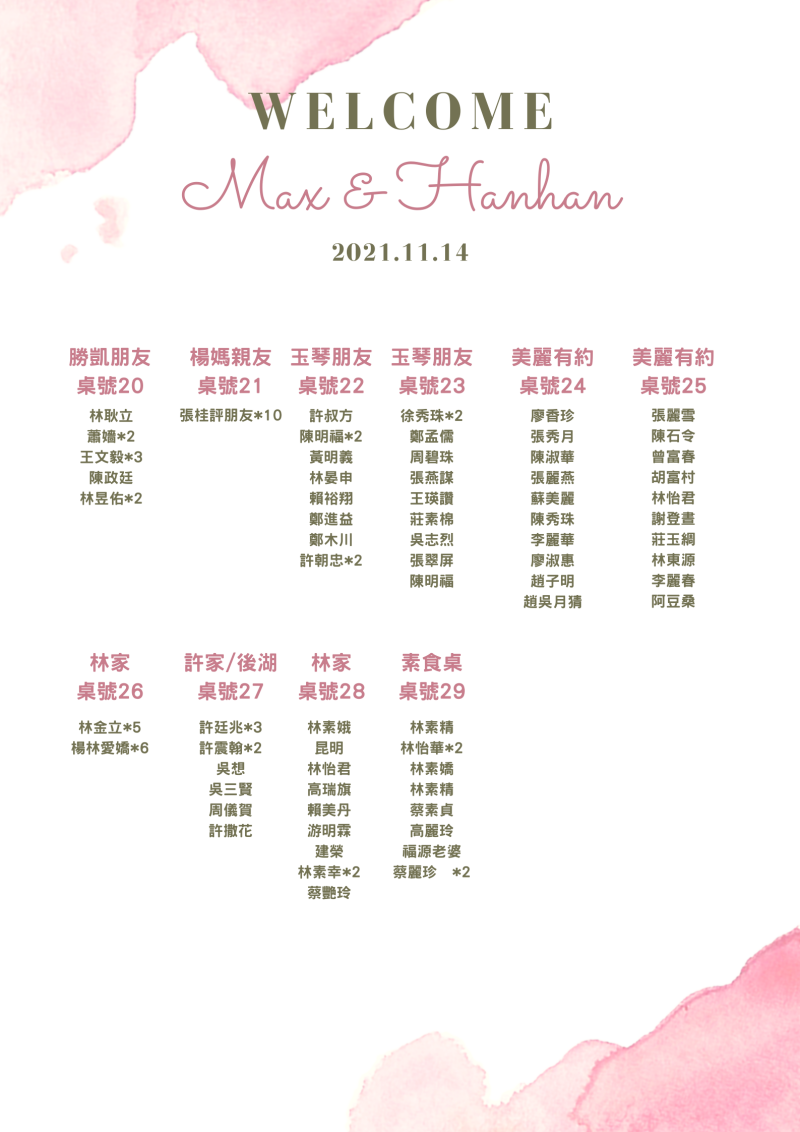 WELCOME
Max & Hanhan
2021.11.14
勝凱朋友
桌號20
林耿立
蕭嫱*2
王文毅*3
陳政廷
林昱佑*2
楊媽親友
桌號21
張桂評朋友*10
玉琴朋友
桌號22
許叔方
陳明福*2
黃明義
林晏申
賴裕翔
鄭進益
鄭木川
許朝忠*2
玉琴朋友
桌號23
徐秀珠*2
鄭孟儒
周碧珠
張燕謀
王瑛讚
莊素棉
吳志烈
張翠屏
陳明福
美麗有約
桌號24
廖香珍
張秀月
陳淑華
張麗燕
蘇美麗
陳秀珠
李麗華
廖淑惠
趙子明
趙吳月猜
美麗有約
桌號25
張麗雪
陳石令
曾富春
胡富村
林怡君
謝登晝
莊玉綢
林東源
李麗春
阿豆桑
林家
桌號26
林金立*5
楊林愛嬌*6
許家/後湖
桌號27
許廷兆*3
許震翰*2
吳想
吳三賢
周儀賀
許撒花
林家
桌號28
林素娥
昆明
林怡君
高瑞旗
賴美丹
游明霖
建榮
林素幸*2
蔡艷玲
素食桌
桌號29
林素精
林怡華*2
林素嬌
林素精
蔡素貞
高麗玲
福源老婆
蔡麗珍　*2